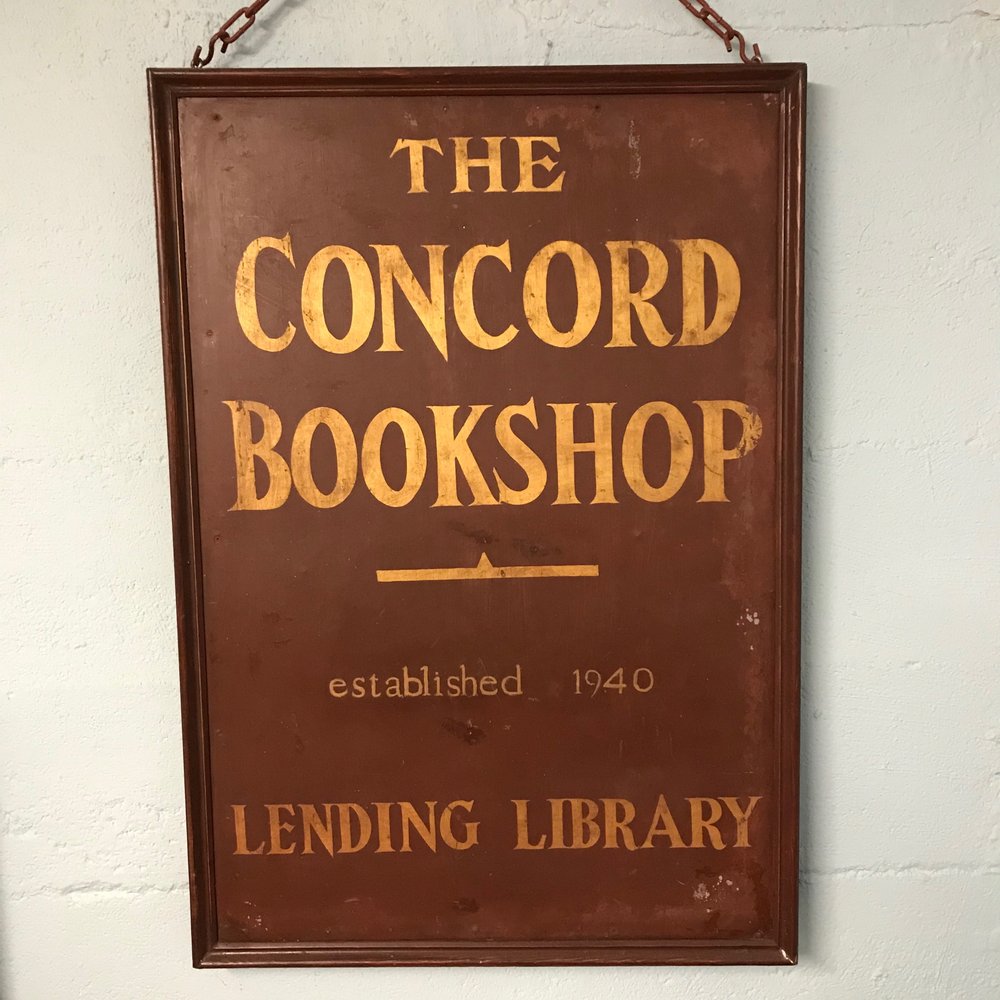 THE
CONCORD
BOOKSHOP
established 1940
LENDING LIBRARY